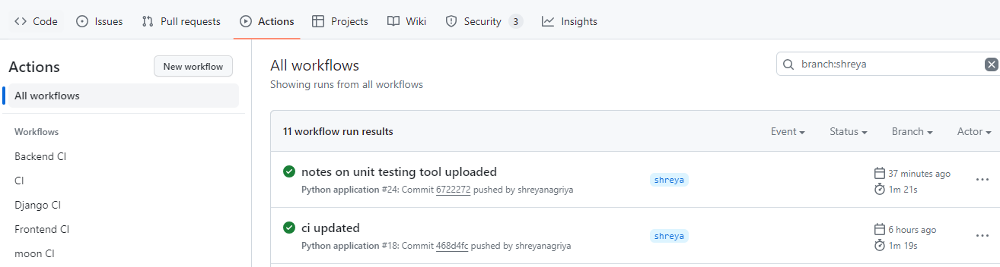 Code Issues Pull requests Actions Projects Wiki Security 3 Insights
Actions New workflow
All workflows
Workflows
Backend CI
CI
Django CI
Frontend CI
moon CI
All workflows
Showing runs from all workflows
branch:shreya
11 workflow run results Event Status Branch Actor
notes on unit testing tool uploaded
Python application #24: Commit 6722272 pushed by shreyanagriya
shreya
37 minutes ago
1m 21s
ci updated
Python application #18: Commit 468d4fc pushed by shreyanagriya
shreya
6 hours ago
1m 19s